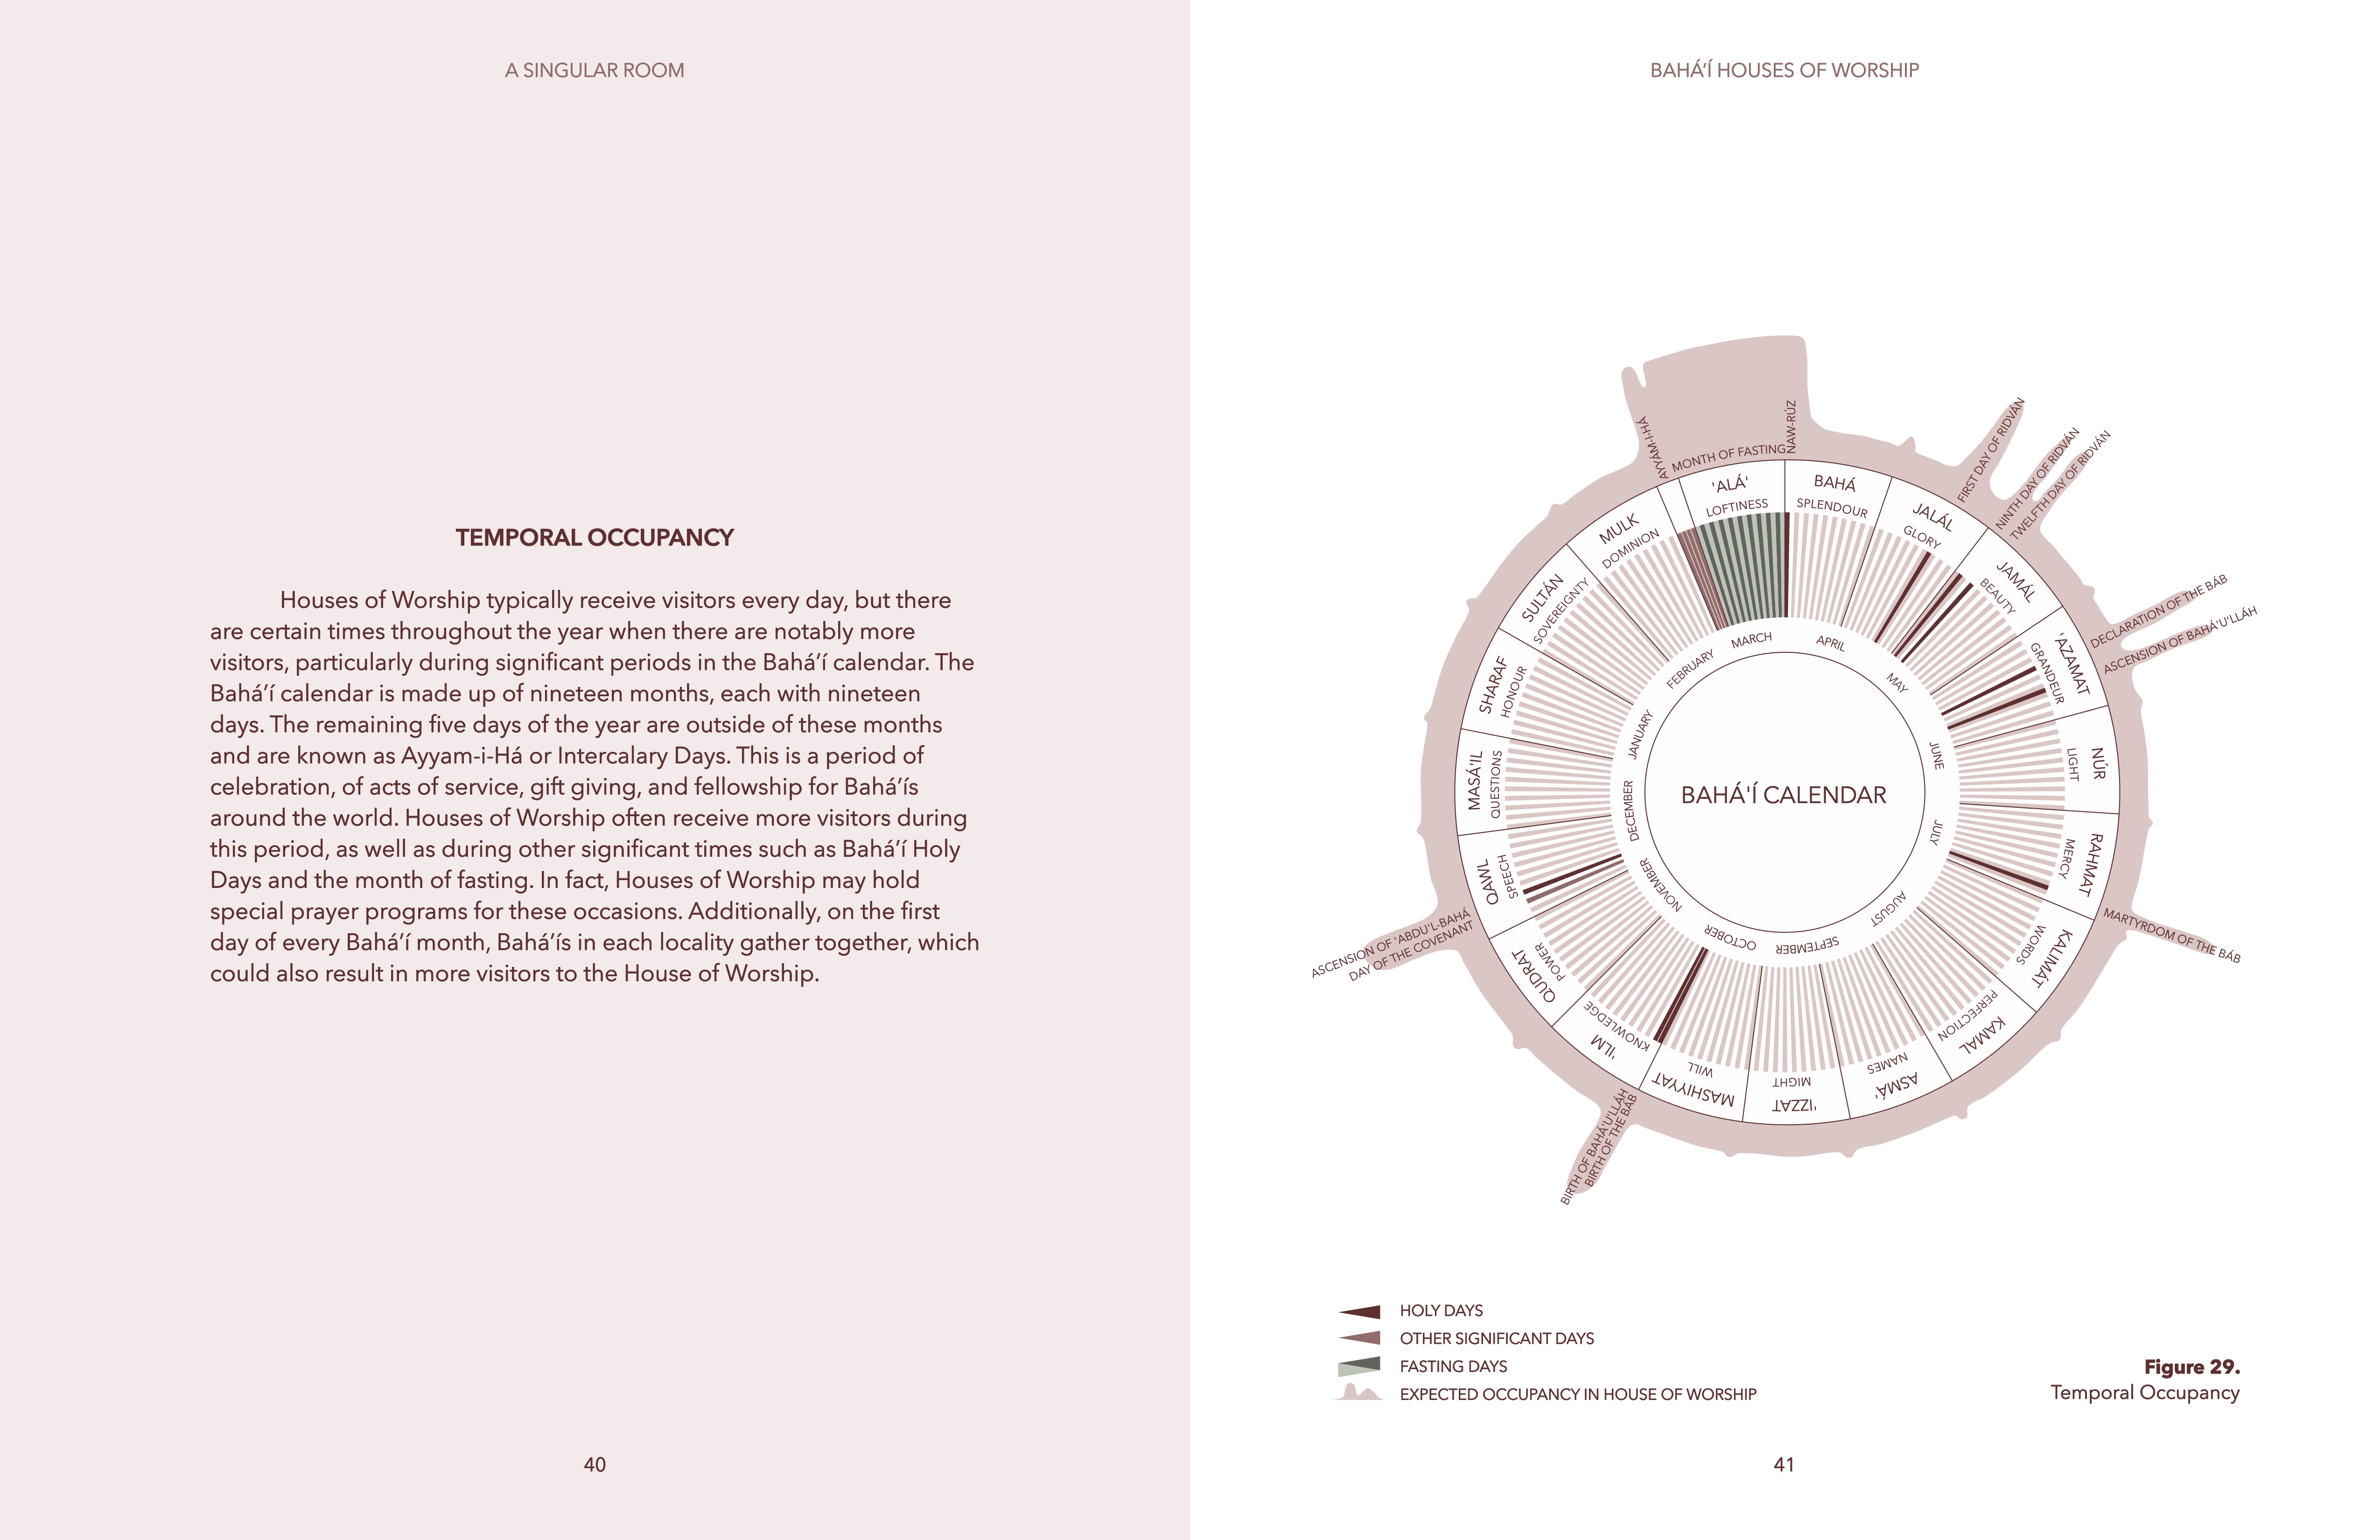 A SINGULAR ROOM
TEMPORAL OCCUPANCY
Houses of Worship typically receive visitors every day, but there
are certain times throughout the year when there are notably more
visitors, particularly during significant periods in the Bahá’í calendar. The
Bahá’í calendar is made up of nineteen months, each with nineteen
days. The remaining five days of the year are outside of these months
and are known as Ayyam-i-Há or Intercalary Days. This is a period of
celebration, of acts of service, gift giving, and fellowship for Bahá’ís
around the world. Houses of Worship often receive more visitors during
this period, as well as during other significant times such as Bahá’í Holy
Days and the month of fasting. In fact, Houses of Worship may hold
special prayer programs for these occasions. Additionally, on the first
day of every Bahá’í month, Bahá’ís in each locality gather together, which
could also result in more visitors to the House of Worship.
40
BAHÁ’Í HOUSES OF WORSHIP
AYYÁM-I-HÁ
MONTH OF FASTING
NAW-RÚZ
FIRST DAY OF RIDVÁN
NINTH DAY OF RIDVÁN
TWELFTH DAY OF RIDVÁN
DECLARATION OF THE BÁB
ASCENSION OF BAHÁ'U'LLÁH
MARTYRDOM OF THE BÁB
BIRTH OF BAHÁ'U'LLÁH
BIRTH OF THE BÁB
ASCENSION OF 'ABDU'L-BAHÁ
DAY OF THE COVENANT
BAHÁ
SPLENDOUR
JALÁL
GLORY
JAMÁL
BEAUTY
'AZAMAT
GRANDEUR
NÚR
LIGHT
RAHMAT
MERCY
KALIMÁT
WORDS
KAMAL
PERFECTION
ASMÁ'
NAMES
'IZZAT
MIGHT
MASHIYYAT
WILL
'ILM
KNOWLEDGE
QUDRAT
POWER
QAWL
SPEECH
MASÁ'IL
QUESTIONS
SHARAF
HONOUR
SULTÁN
SOVEREIGNTY
MULK
DOMINION
'ALÁ'
LOFTINESS
MARCH
APRIL
MAY
JUNE
JULY
AUGUST
SEPTEMBER
OCTOBER
NOVEMBER
DECEMBER
JANUARY
FEBRUARY
BAHÁ'Í CALENDAR
HOLY DAYS
OTHER SIGNIFICANT DAYS
FASTING DAYS
EXPECTED OCCUPANCY IN HOUSE OF WORSHIP
Figure 29.
Temporal Occupancy
41